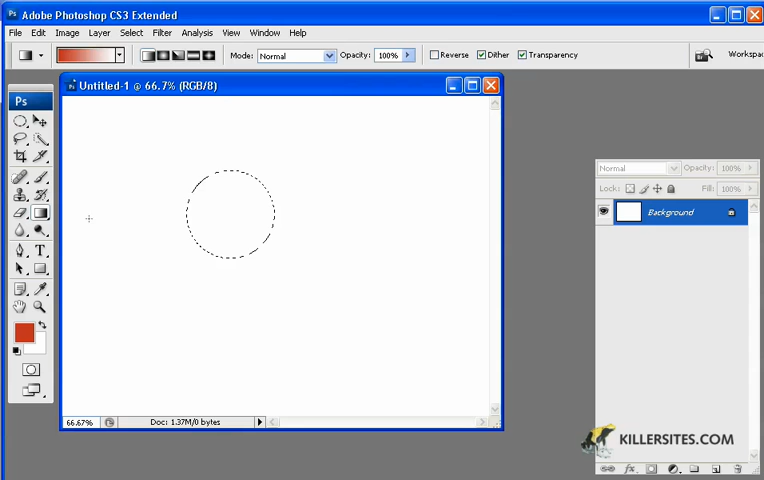 Adobe Photoshop CS3 Extended
File Edit Image Layer Select Filter Analysis View Window Help
Mode: Normal Opacity: 100% Reverse Dither Transparency Workspa
Ps
Untitled-1 @ 66.7% (RGB/8)
Normal Opacity: 100%
Lock: Fill: 100%
Background
T
66.67% Doc: 1.37M/0 bytes
KILLERSITES.COM
fx